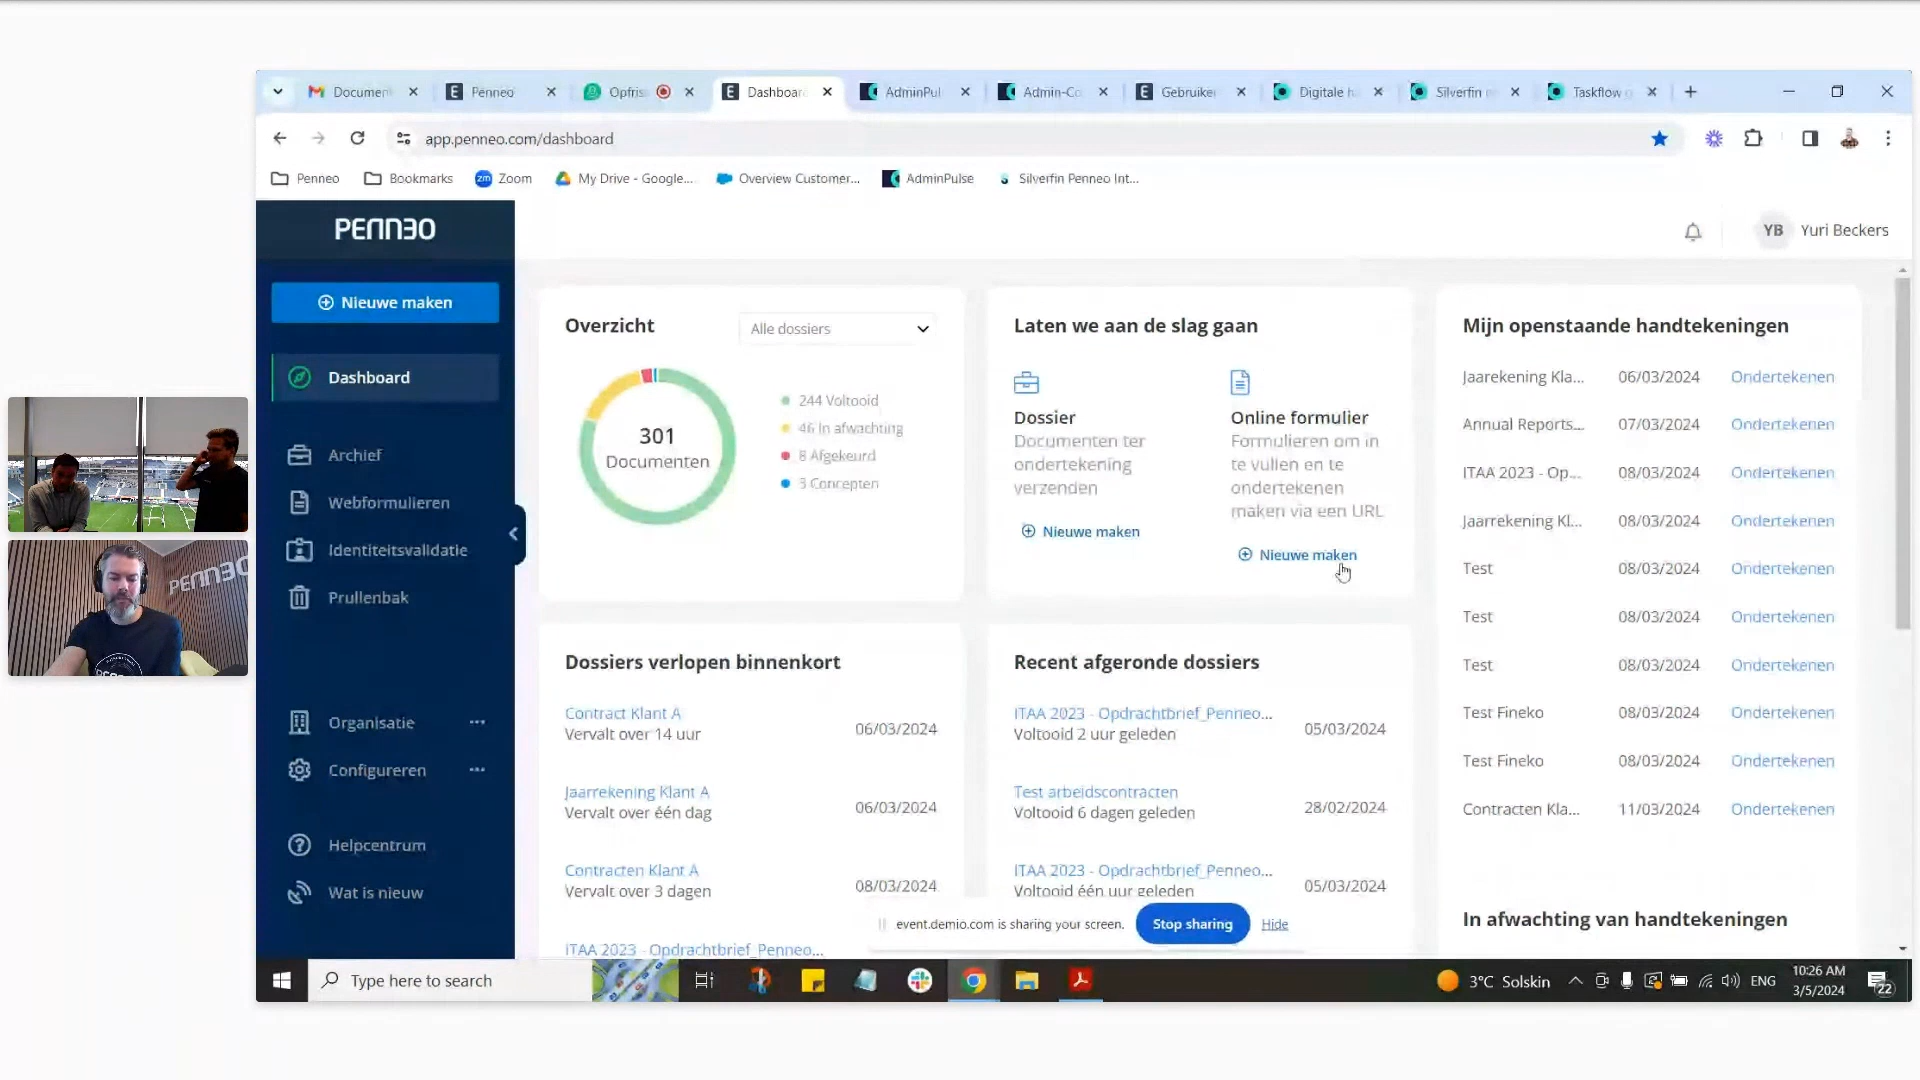 Documen
Penneo
Opfris
Dashboard
AdminPul
Admin-Co
Gebruiker
Digitale h
Silverfin
Taskflow
app.penneo.com/dashboard
Penneo
Bookmarks
Zoom
My Drive - Google...
Overview Customer...
AdminPulse
Silverfin Penneo Int...
PENNEO
YB
Yuri Beckers
Nieuwe maken
Dashboard
Archief
Webformulieren
Identiteitsvalidatie
Prullenbak
Organisatie
Configureren
Helpcentrum
Wat is nieuw
Overzicht
Alle dossiers
301
Documenten
244 Voltooid
46 In afwachting
8 Afgekeurd
3 Concepten
Laten we aan de slag gaan
Dossier
Documenten ter
ondertekening
verzenden
Nieuwe maken
Online formulier
Formulieren om in
te vullen en te
ondertekenen
maken via een URL
Nieuwe maken
Mijn openstaande handtekeningen
Jaarekening Kla... 06/03/2024 Ondertekenen
Annual Reports... 07/03/2024 Ondertekenen
ITAA 2023 - Op... 08/03/2024 Ondertekenen
Jaarrekening Kl... 08/03/2024 Ondertekenen
Test 08/03/2024 Ondertekenen
Test 08/03/2024 Ondertekenen
Test 08/03/2024 Ondertekenen
Test Fineko 08/03/2024 Ondertekenen
Test Fineko 08/03/2024 Ondertekenen
Contracten Kla... 11/03/2024 Ondertekenen
In afwachting van handtekeningen
Dossiers verlopen binnenkort
Contract Klant A
Vervalt over 14 uur
06/03/2024
Jaarrekening Klant A
Vervalt over één dag
06/03/2024
Contracten Klant A
Vervalt over 3 dagen
08/03/2024
ITAA 2023 - Opdrachtbrief_Penneo...
Recent afgeronde dossiers
ITAA 2023 - Opdrachtbrief_Penneo...
Voltooid 2 uur geleden
05/03/2024
Test arbeidscontracten
Voltooid 6 dagen geleden
28/02/2024
ITAA 2023 - Opdrachtbrief_Penneo...
Voltooid één uur geleden
05/03/2024
event.demio.com is sharing your screen.
Stop sharing
Hide
Type here to search
3°C Solskin
ENG
10:26 AM
3/5/2024
22
PENNEO